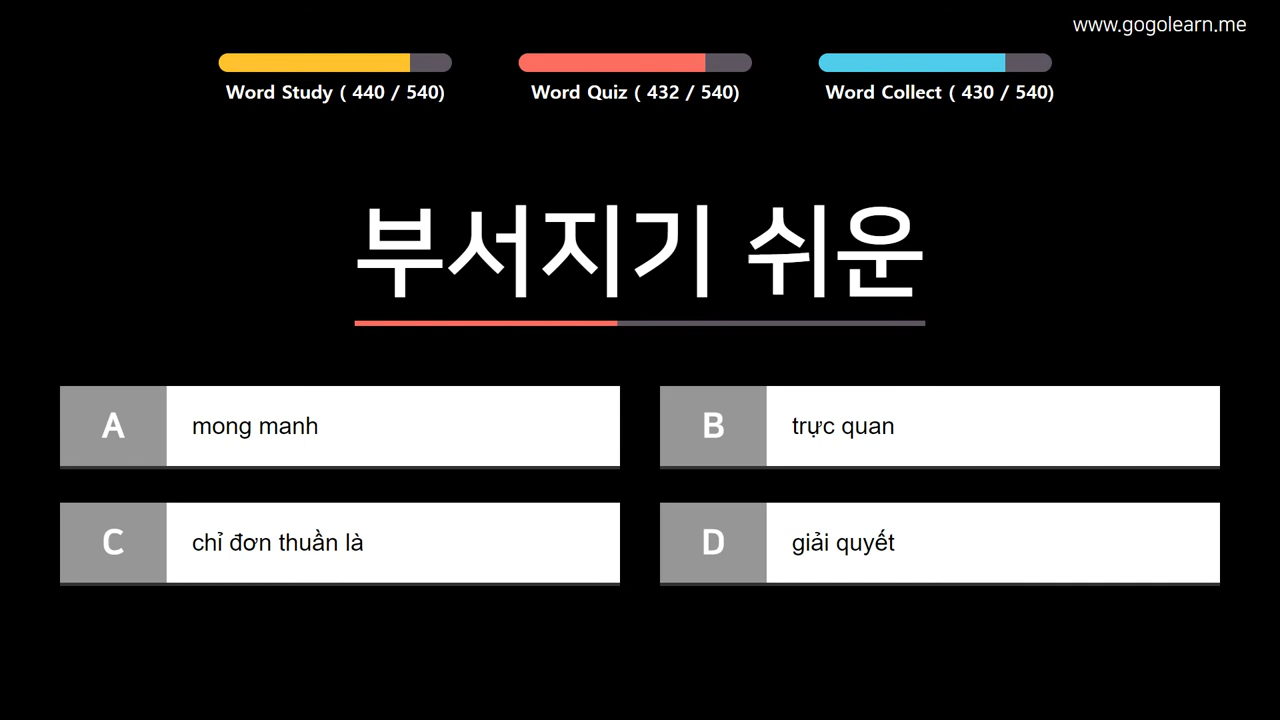 www.gogolearn.me
Word Study ( 440 / 540)
Word Quiz ( 432 / 540)
Word Collect ( 430 / 540)
부서지기 쉬운
A
mong manh
B
trực quan
C
chỉ đơn thuần là
D
giải quyết